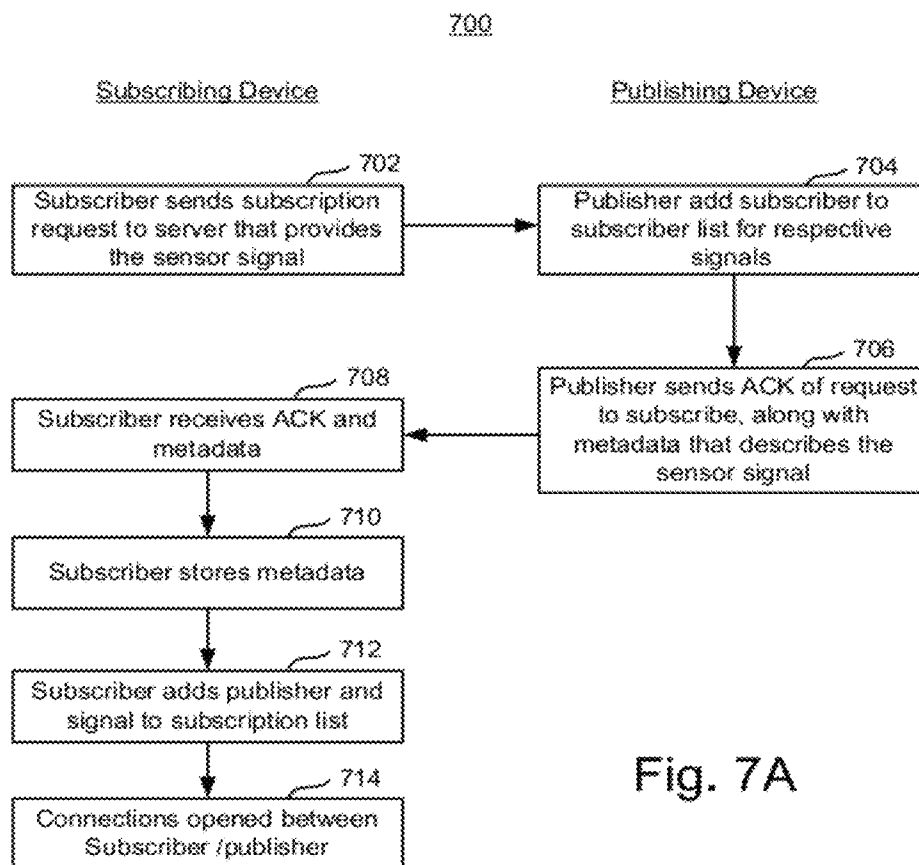 700
Subscribing Device
Publishing Device
702
Subscriber sends subscription
request to server that provides
the sensor signal
704
Publisher add subscriber to
subscriber list for respective
signals
706
Publisher sends ACK of request
to subscribe, along with
metadata that describes the
sensor signal
708
Subscriber receives ACK and
metadata
710
Subscriber stores metadata
712
Subscriber adds publisher and
signal to subscription list
714
Connections opened between
Subscriber /publisher
Fig. 7A